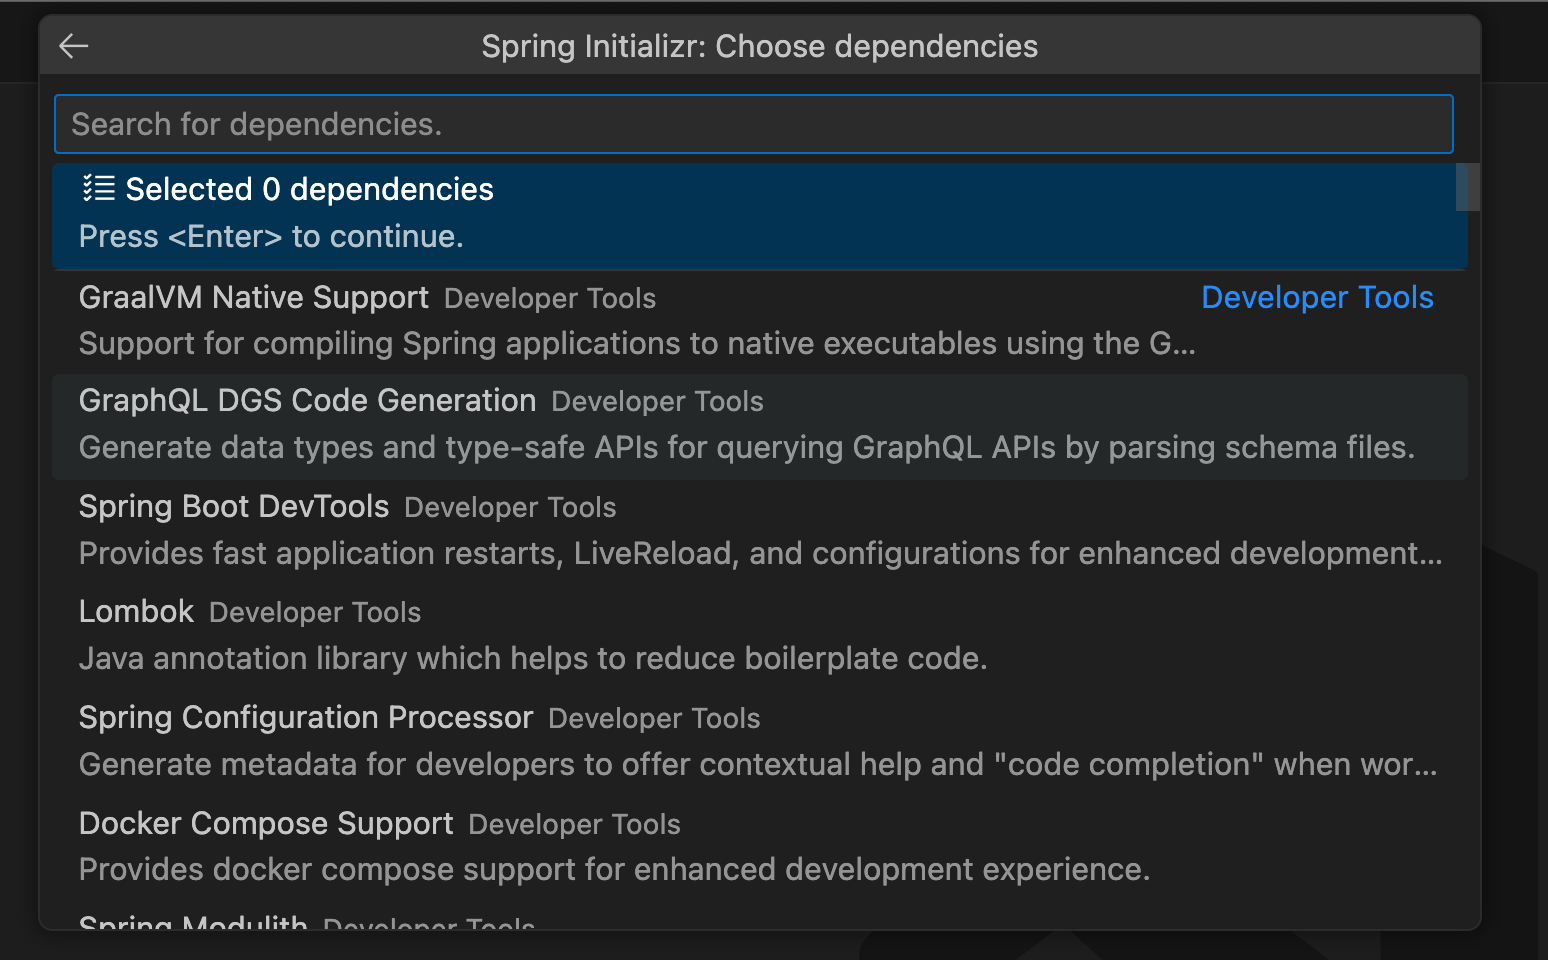 Spring Initializr: Choose dependencies
Search for dependencies.
Selected 0 dependencies
Press <Enter> to continue.
GraalVM Native Support Developer Tools Developer Tools
Support for compiling Spring applications to native executables using the G...
GraphQL DGS Code Generation Developer Tools
Generate data types and type-safe APIs for querying GraphQL APIs by parsing schema files.
Spring Boot DevTools Developer Tools
Provides fast application restarts, LiveReload, and configurations for enhanced development...
Lombok Developer Tools
Java annotation library which helps to reduce boilerplate code.
Spring Configuration Processor Developer Tools
Generate metadata for developers to offer contextual help and "code completion" when wor...
Docker Compose Support Developer Tools
Provides docker compose support for enhanced development experience.
Spring Modulith Developer Tools